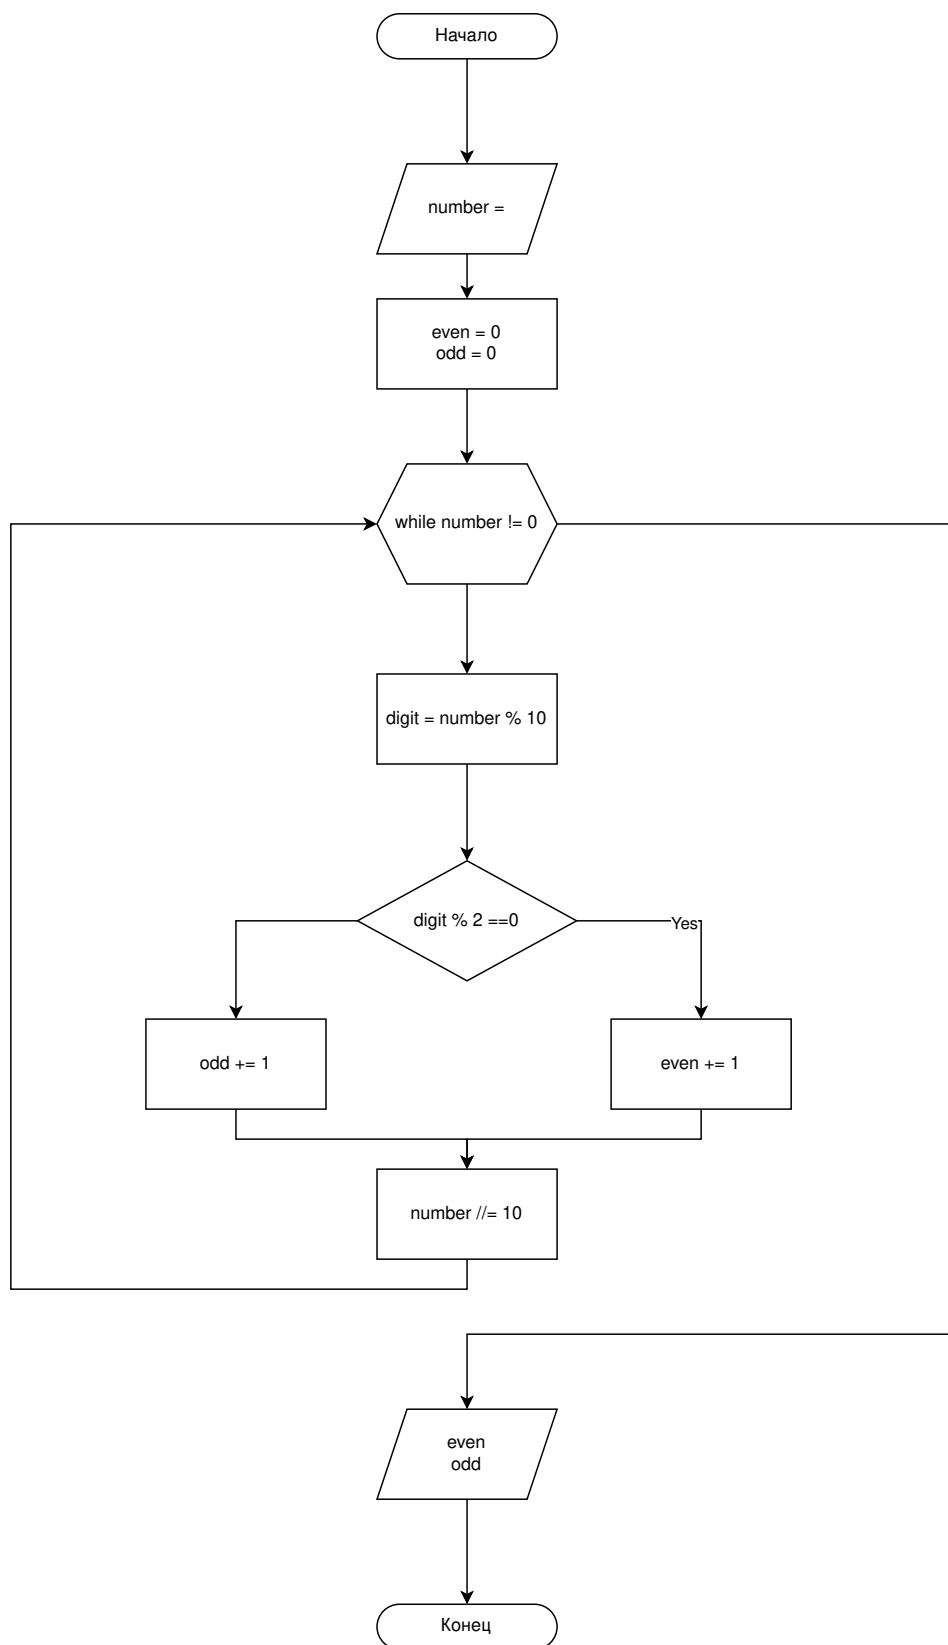 Начало
number =
even = 0
odd = 0
while number != 0
digit = number % 10
digit % 2 ==0
Yes
odd += 1
even += 1
number //= 10
even
odd
Конец